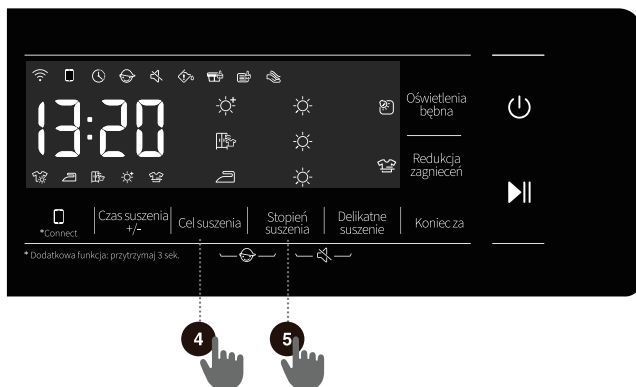 13:20
Oświetlenia
bębna
Redukcja
zagnieceń
*Connect
Czas suszenia
+/-
Cel suszenia
Stopień
suszenia
Delikatne
suszenie
Koniec za
* Dodatkowa funkcja: przytrzymaj 3 sek.
4
5